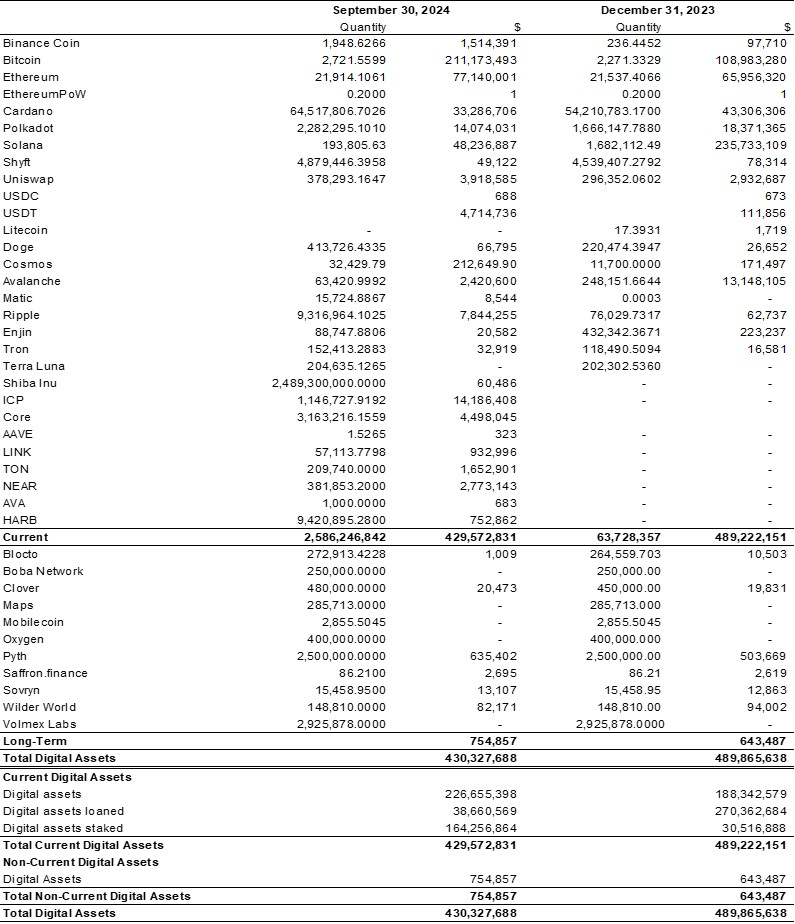 September 30, 2024 December 31, 2023
Quantity $ Quantity $
Binance Coin 1,948.6266 1,514,391 236.4452 97,710
Bitcoin 2,721.5599 211,173,493 2,271.3329 108,983,280
Ethereum 21,914.1061 77,140,001 21,537.4066 65,956,320
EthereumPoW 0.2000 1 0.2000 1
Cardano 64,517,806.7026 33,286,706 54,210,783.1700 43,306,306
Polkadot 2,282,295.1010 14,074,031 1,666,147.7880 18,371,365
Solana 193,805.63 48,236,887 1,682,112.49 235,733,109
Shyft 4,879,446.3958 49,122 4,539,407.2792 78,314
Uniswap 378,293.1647 3,918,585 296,352.0602 2,932,687
USDC 688 673
USDT 4,714,736 111,856
Litecoin - - 17.3931 1,719
Doge 413,726.4335 66,795 220,474.3947 26,652
Cosmos 32,429.79 212,649.90 11,700.0000 171,497
Avalanche 63,420.9992 2,420,600 248,151.6644 13,148,105
Matic 15,724.8867 8,544 0.0003 -
Ripple 9,316,964.1025 7,844,255 76,029.7317 62,737
Enjin 88,747.8806 20,582 432,342.3671 223,237
Tron 152,413.2883 32,919 118,490.5094 16,581
Terra Luna 204,635.1265 - 202,302.5360 -
Shiba Inu 2,489,300,000.0000 60,486 - -
ICP 1,146,727.9192 14,186,408 - -
Core 3,163,216.1559 4,498,045
AAVE 1.5265 323 - -
LINK 57,113.7798 932,996 - -
TON 209,740.0000 1,652,901 - -
NEAR 381,853.2000 2,773,143 - -
AVA 1,000.0000 683 - -
HARB 9,420,895.2800 752,862 - -
Current 2,586,246,842 429,572,831 63,728,357 489,222,151
Blocto 272,913.4228 1,009 264,559.703 10,503
Boba Network 250,000.0000 - 250,000.00 -
Clover 480,000.0000 20,473 450,000.00 19,831
Maps 285,713.0000 - 285,713.000 -
Mobilecoin 2,855.5045 - 2,855.5045 -
Oxygen 400,000.0000 - 400,000.000 -
Pyth 2,500,000.0000 635,402 2,500,000.00 503,669
Saffron.finance 86.2100 2,695 86.21 2,619
Sovryn 15,458.9500 13,107 15,458.95 12,863
Wilder World 148,810.0000 82,171 148,810.00 94,002
Volmex Labs 2,925,878.0000 - 2,925,878.0000 -
Long-Term 754,857 643,487
Total Digital Assets 430,327,688 489,865,638
Current Digital Assets
Digital assets 226,655,398 188,342,579
Digital assets loaned 38,660,569 270,362,684
Digital assets staked 164,256,864 30,516,888
Total Current Digital Assets 429,572,831 489,222,151
Non-Current Digital Assets
Digital Assets 754,857 643,487
Total Non-Current Digital Assets 754,857 643,487
Total Digital Assets 430,327,688 489,865,638